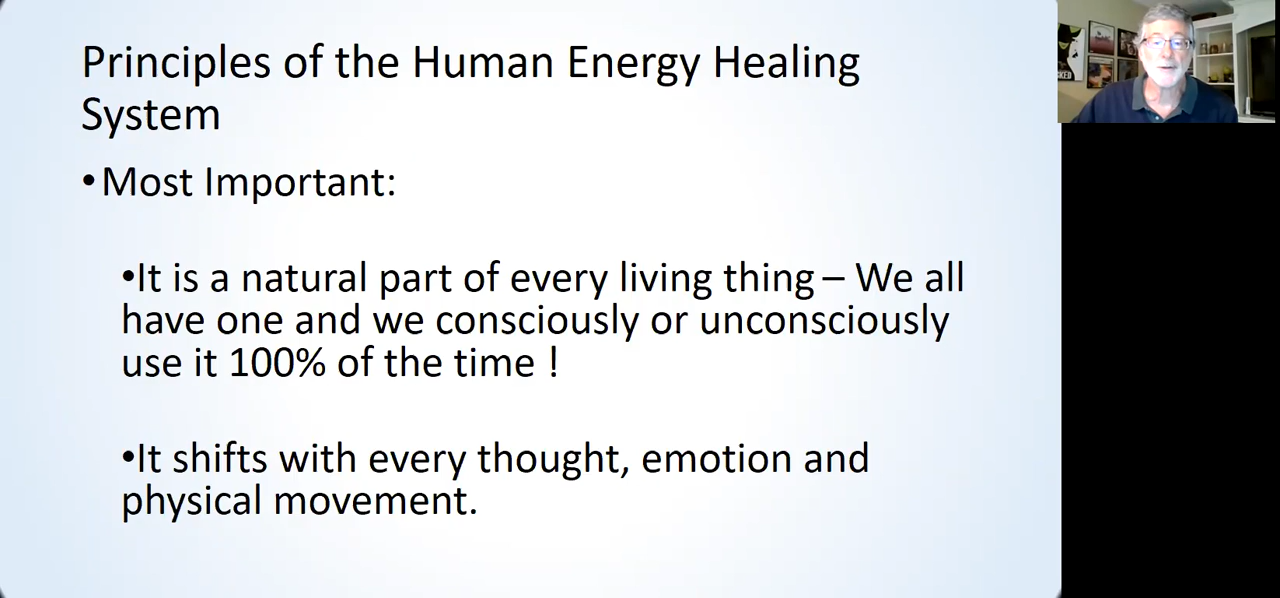 Principles of the Human Energy Healing
System
•Most Important:
•It is a natural part of every living thing – We all
have one and we consciously or unconsciously
use it 100% of the time !
•It shifts with every thought, emotion and
physical movement.